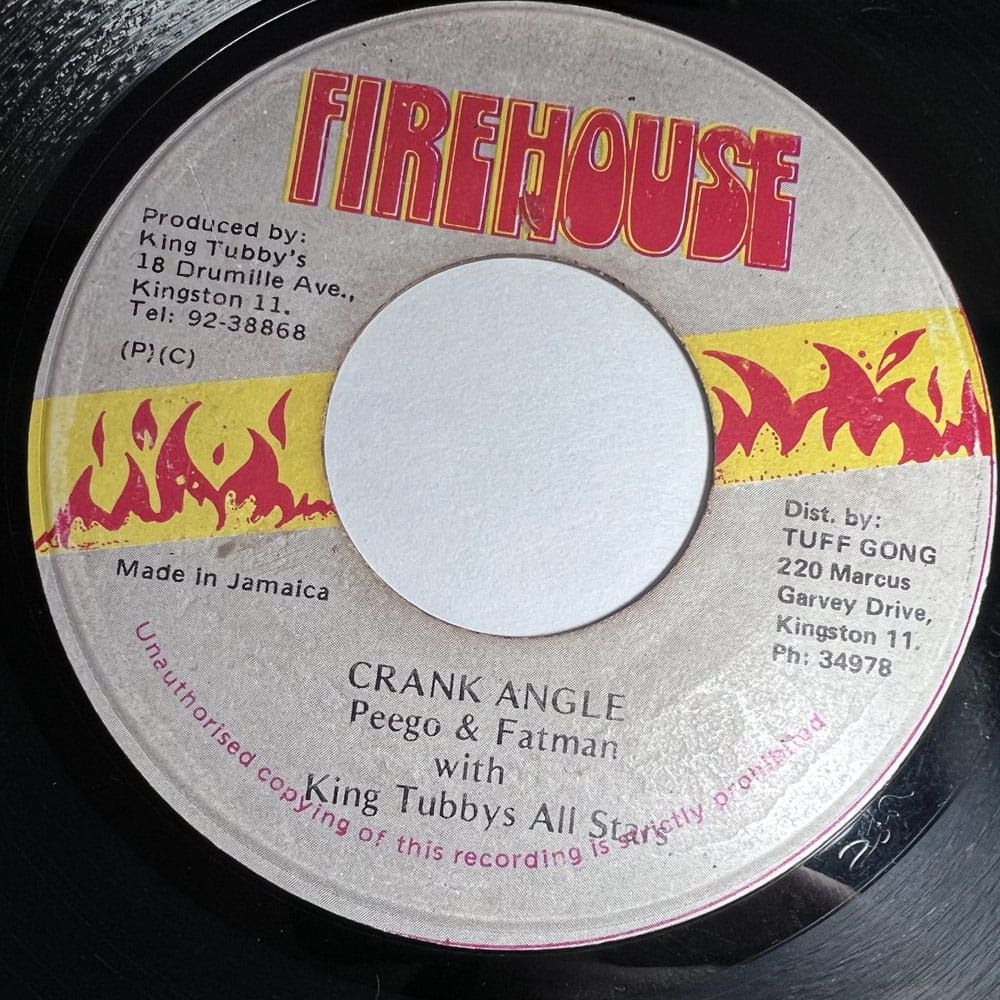 FIREHOUSE
Produced by:
King Tubby's
18 Drumille Ave.,
Kingston 11.
Tel: 92-38868
(P)(C)
Made in Jamaica
Dist. by:
TUFF GONG
220 Marcus
Garvey Drive,
Kingston 11.
Ph: 34978
CRANK ANGLE
Peego & Fatman
with
King Tubbys All Stars
Unauthorised copying of this recording is strictly prohibited